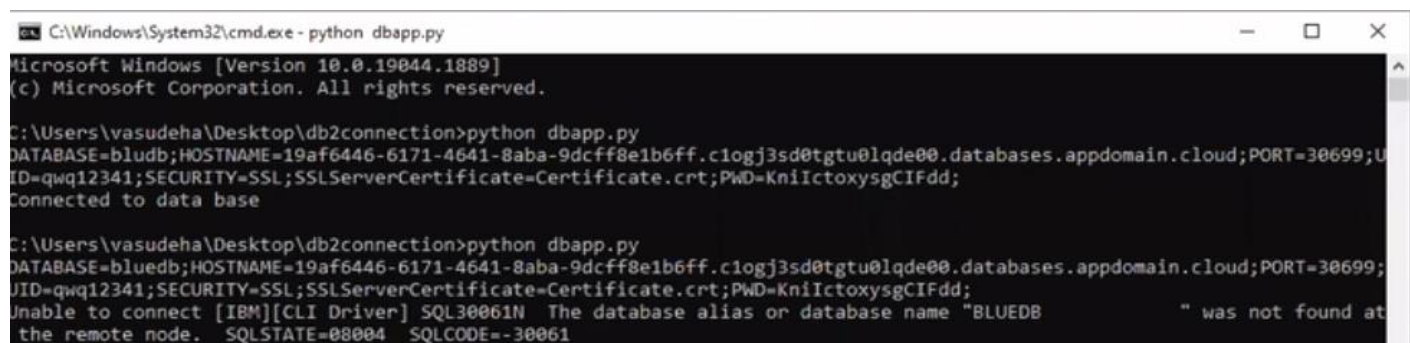 C:\Windows\System32\cmd.exe - python dbapp.py
Microsoft Windows [Version 10.0.19044.1889]
(c) Microsoft Corporation. All rights reserved.
C:\Users\vasudeha\Desktop\db2connection>python dbapp.py
DATABASE=bludb;HOSTNAME=19af6446-6171-4641-8aba-9dcff8e1b6ff.c1ogj3sd0tgtu0lqde00.databases.appdomain.cloud;PORT=30699;U
ID=qwq12341;SECURITY=SSL;SSLServerCertificate=Certificate.crt;PWD=KniIctoxysgCIFdd;
Connected to data base
C:\Users\vasudeha\Desktop\db2connection>python dbapp.py
DATABASE=bluedb;HOSTNAME=19af6446-6171-4641-8aba-9dcff8e1b6ff.c1ogj3sd0tgtu0lqde00.databases.appdomain.cloud;PORT=30699;
UID=qwq12341;SECURITY=SSL;SSLServerCertificate=Certificate.crt;PWD=KniIctoxysgCIFdd;
Unable to connect [IBM][CLI Driver] SQL30061N  The database alias or database name "BLUEDB            " was not found at
 the remote node.  SQLSTATE=08004  SQLCODE=-30061